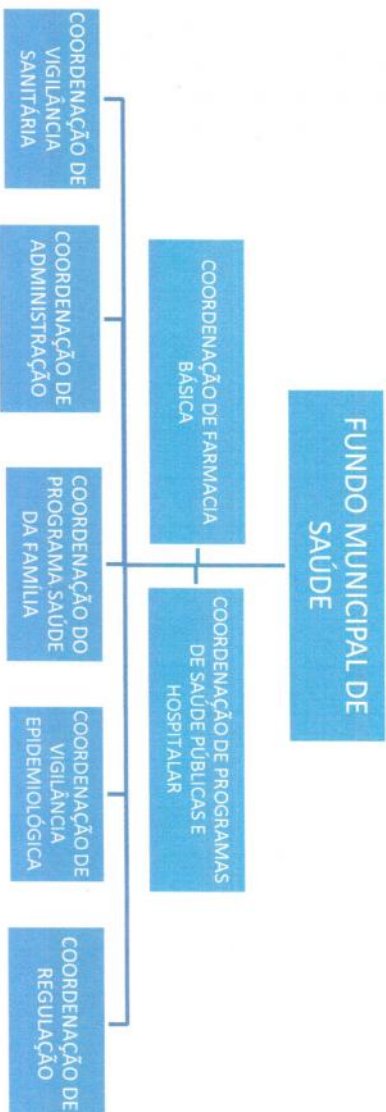 FUNDO MUNICIPAL DE
SAÚDE
COORDENAÇÃO DE FARMACIA
BÁSICA
COORDENAÇÃO DE PROGRAMAS
DE SAÚDE PÚBLICAS E
HOSPITALAR
COORDENAÇÃO DE
VIGILÂNCIA
SANITÁRIA
COORDENAÇÃO DE
ADMINISTRAÇÃO
COORDENAÇÃO DO
PROGRAMA SAÚDE
DA FAMÍLIA
COORDENAÇÃO DE
VIGILÂNCIA
EPIDEMIOLÓGICA
COORDENAÇÃO DE
REGULAÇÃO